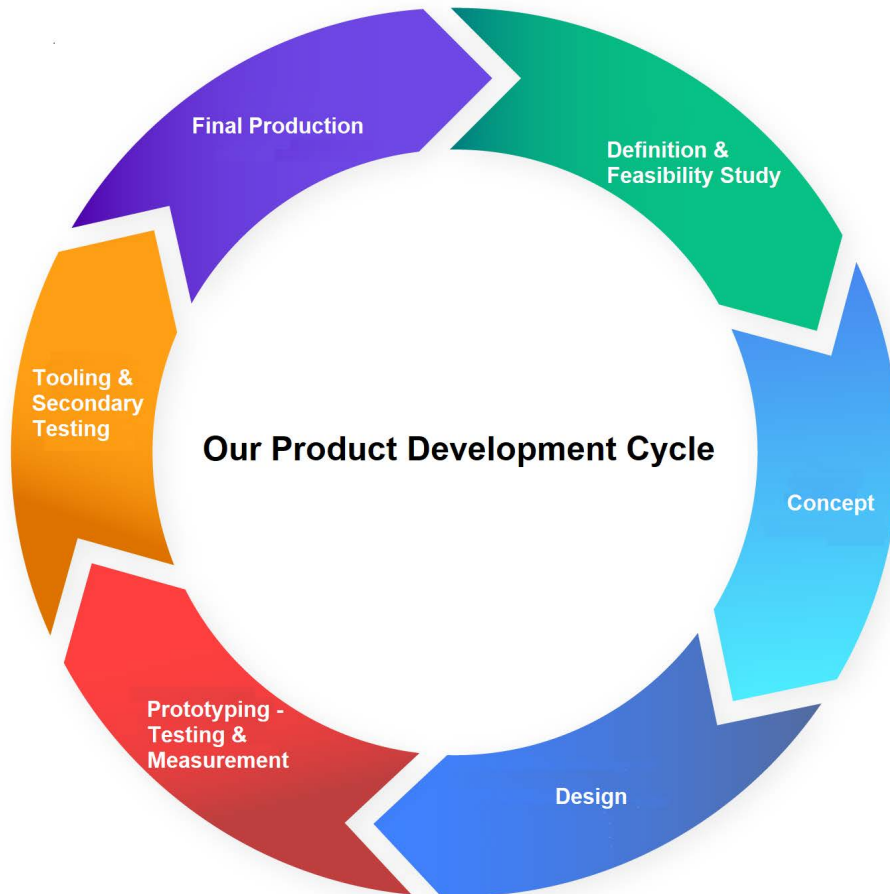 Final Production
Definition &
Feasibility Study
Tooling &
Secondary
Testing
Our Product Development Cycle
Concept
Prototyping -
Testing &
Measurement
Design